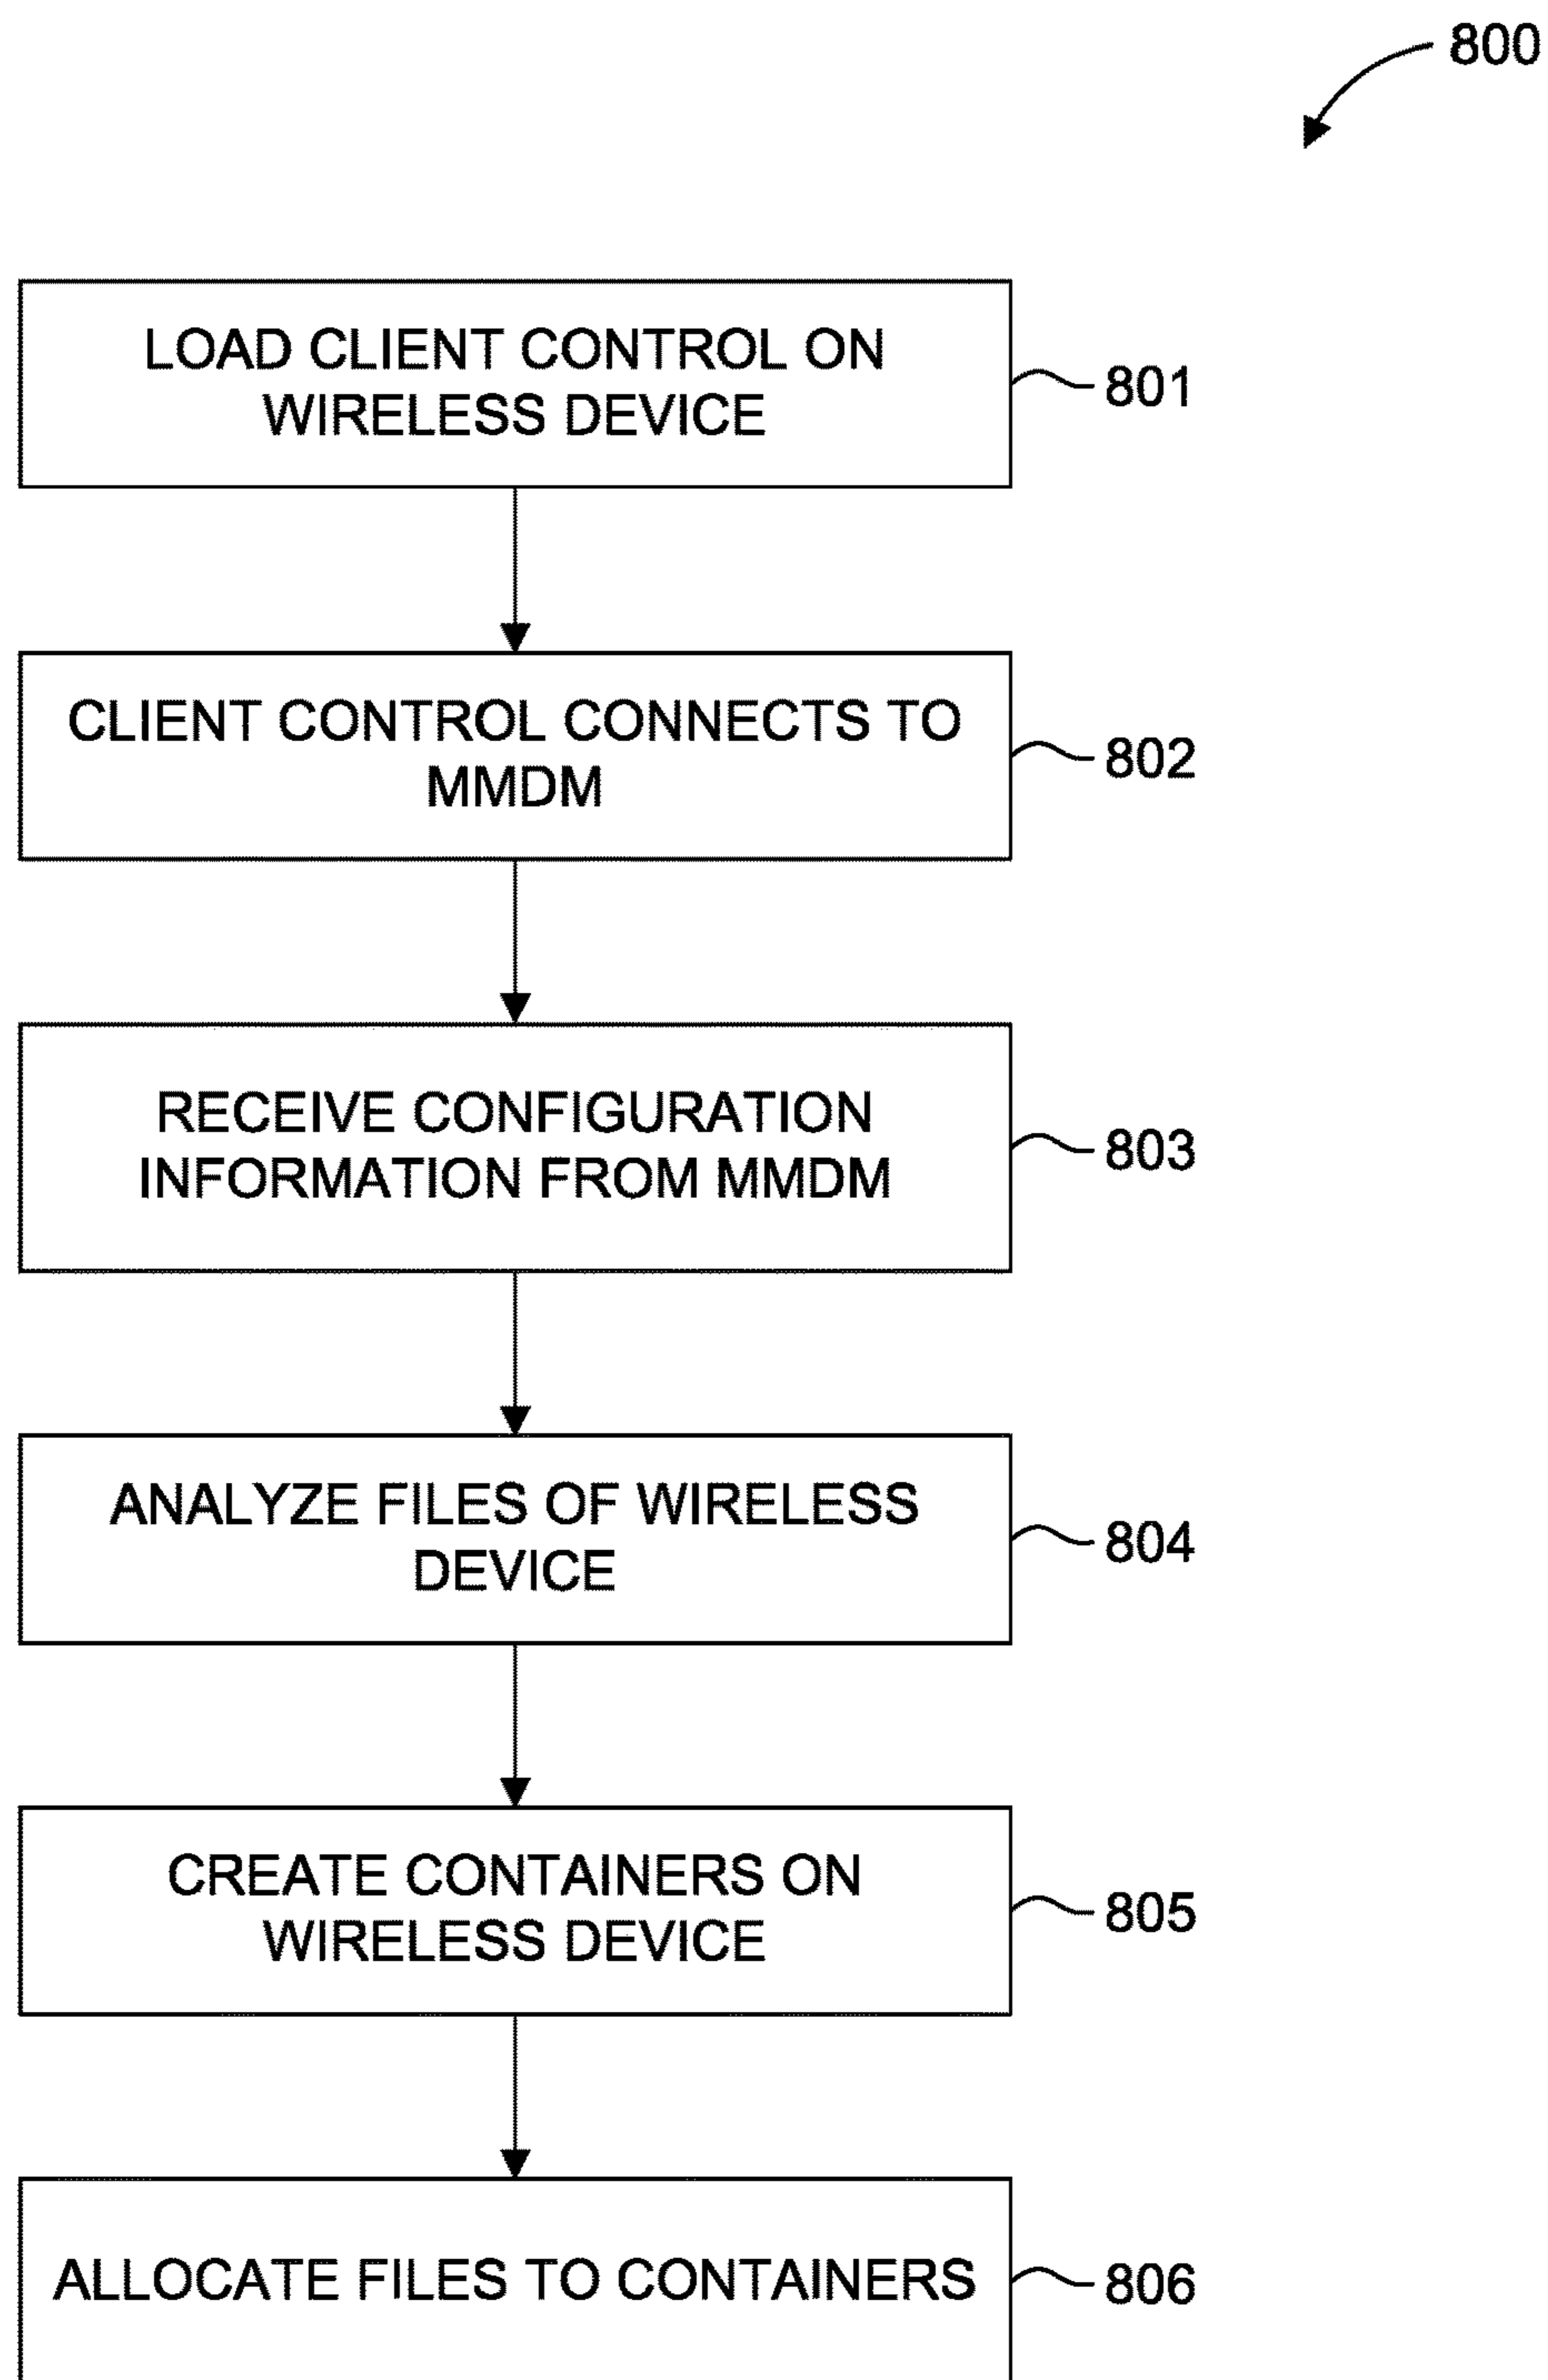 800
LOAD CLIENT CONTROL ON
WIRELESS DEVICE
801
CLIENT CONTROL CONNECTS TO
MMDM
802
RECEIVE CONFIGURATION
INFORMATION FROM MMDM
803
ANALYZE FILES OF WIRELESS
DEVICE
804
CREATE CONTAINERS ON
WIRELESS DEVICE
805
ALLOCATE FILES TO CONTAINERS
806